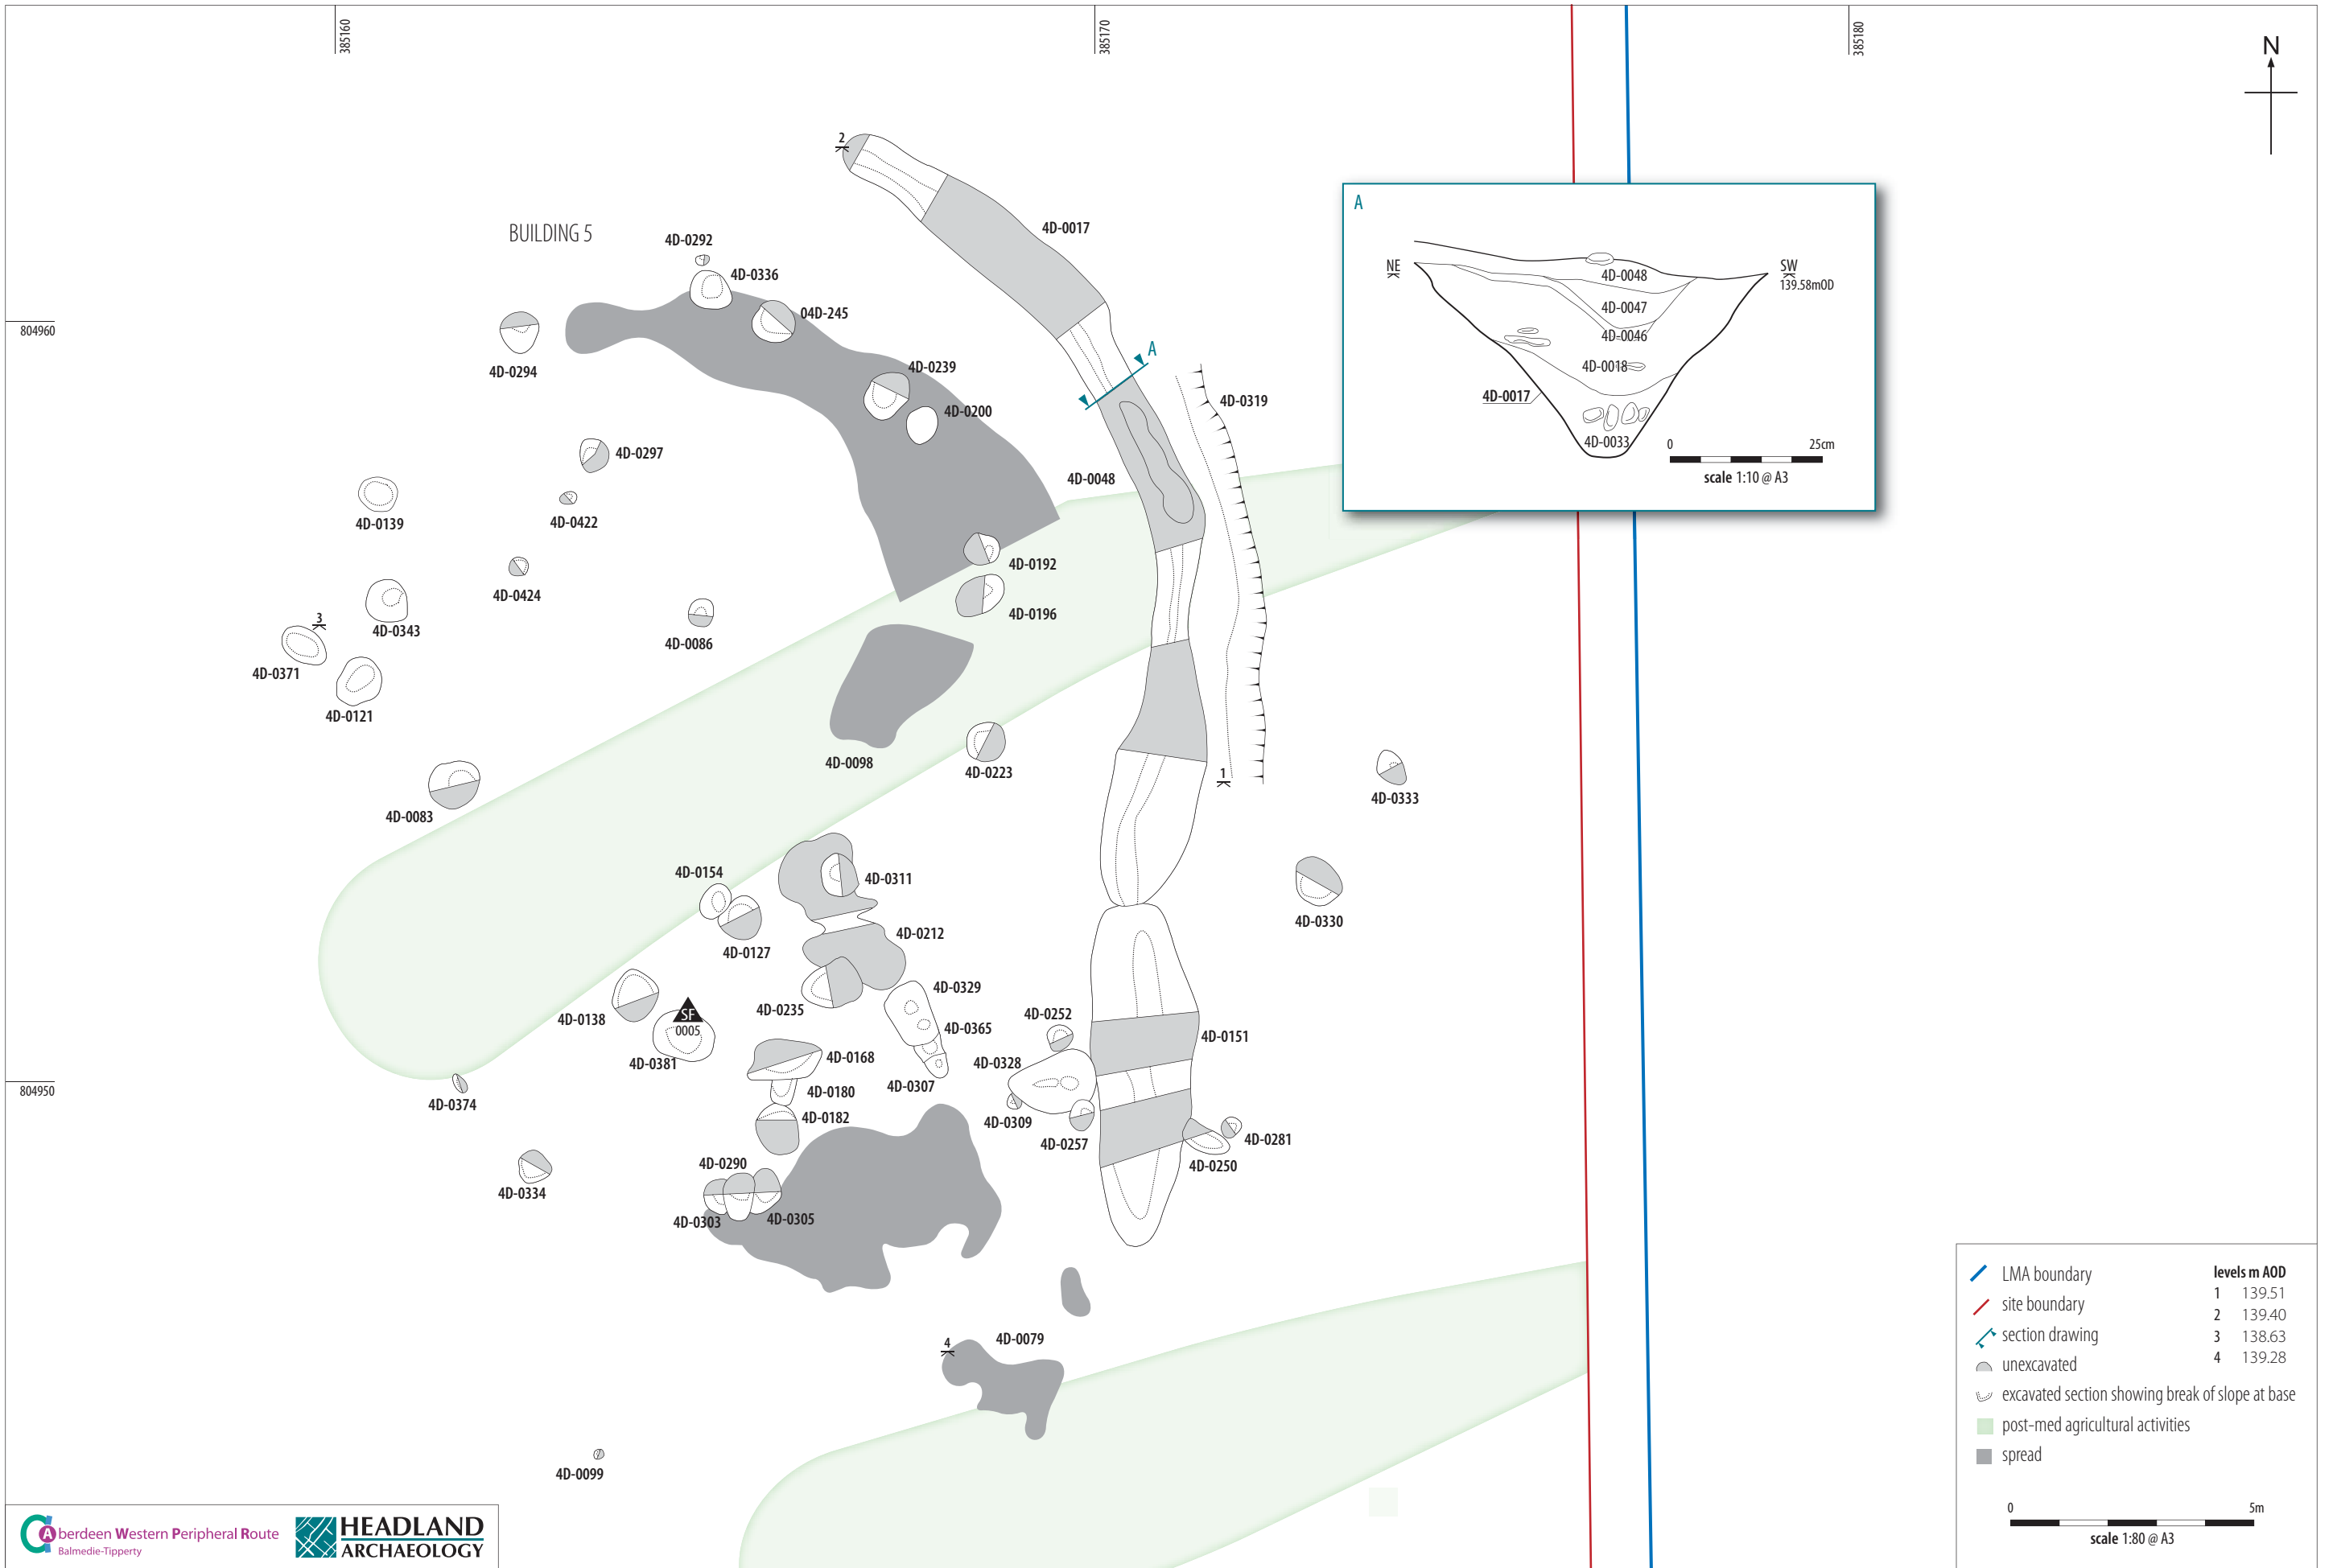 385160
385170
385180
N
804960
804950
BUILDING 5
2
4D-0017
4D-0292
4D-0336
04D-245
4D-0294
4D-0239
4D-0200
A
4D-0319
4D-0297
4D-0048
4D-0139
4D-0422
4D-0192
4D-0424
4D-0196
3
4D-0343
4D-0086
4D-0371
4D-0121
4D-0098
4D-0223
1
4D-0333
4D-0083
4D-0154
4D-0311
4D-0330
4D-0212
4D-0127
4D-0329
4D-0235
4D-0138
SF
0005
4D-0252
4D-0365
4D-0151
4D-0381
4D-0168
4D-0328
4D-0307
4D-0180
4D-0374
4D-0182
4D-0309
4D-0257
4D-0281
4D-0290
4D-0250
4D-0334
4D-0303
4D-0305
4
4D-0079
4D-0099
A
NE
SW
139.58mOD
4D-0048
4D-0047
4D-0046
4D-0018
4D-0017
4D-0033
0 25cm
scale 1:10 @ A3
LMA boundary
site boundary
section drawing
unexcavated
excavated section showing break of slope at base
post-med agricultural activities
spread
levels m AOD
1 139.51
2 139.40
3 138.63
4 139.28
0 5m
scale 1:80 @ A3
Aberdeen Western Peripheral Route
Balmedie-Tipperty
HEADLAND
ARCHAEOLOGY